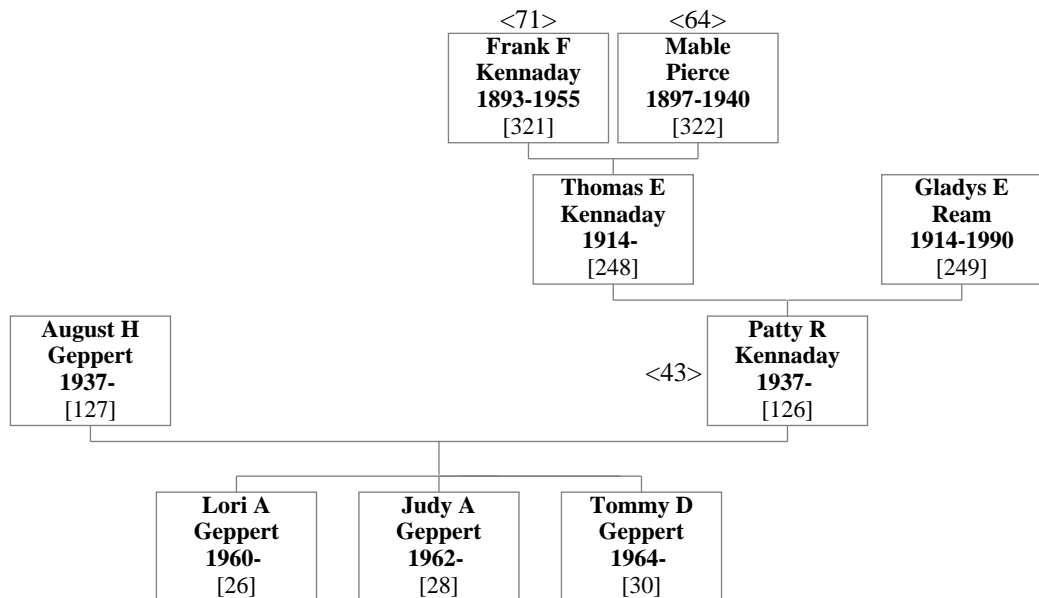 <71>
Frank F
Kennaday
1893-1955
[321]
<64>
Mable
Pierce
1897-1940
[322]
Thomas E
Kennaday
1914-
[248]
Gladys E
Ream
1914-1990
[249]
August H
Geppert
1937-
[127]
<43>
Patty R
Kennaday
1937-
[126]
Lori A
Geppert
1960-
[26]
Judy A
Geppert
1962-
[28]
Tommy D
Geppert
1964-
[30]